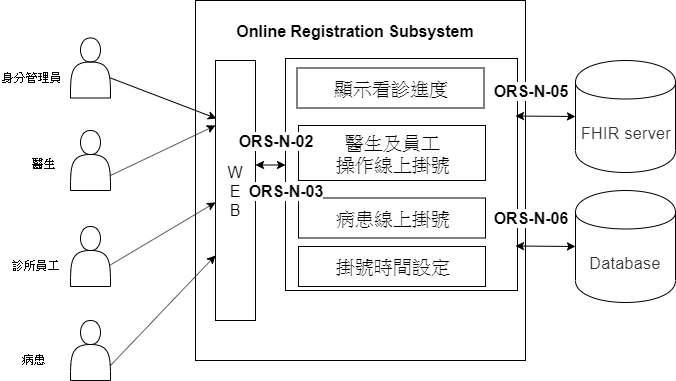 Online Registration Subsystem
身分管理員
醫生
診所員工
病患
W
E
B
ORS-N-02
ORS-N-03
顯示看診進度
醫生及員工
操作線上掛號
病患線上掛號
掛號時間設定
ORS-N-05
FHIR server
ORS-N-06
Database